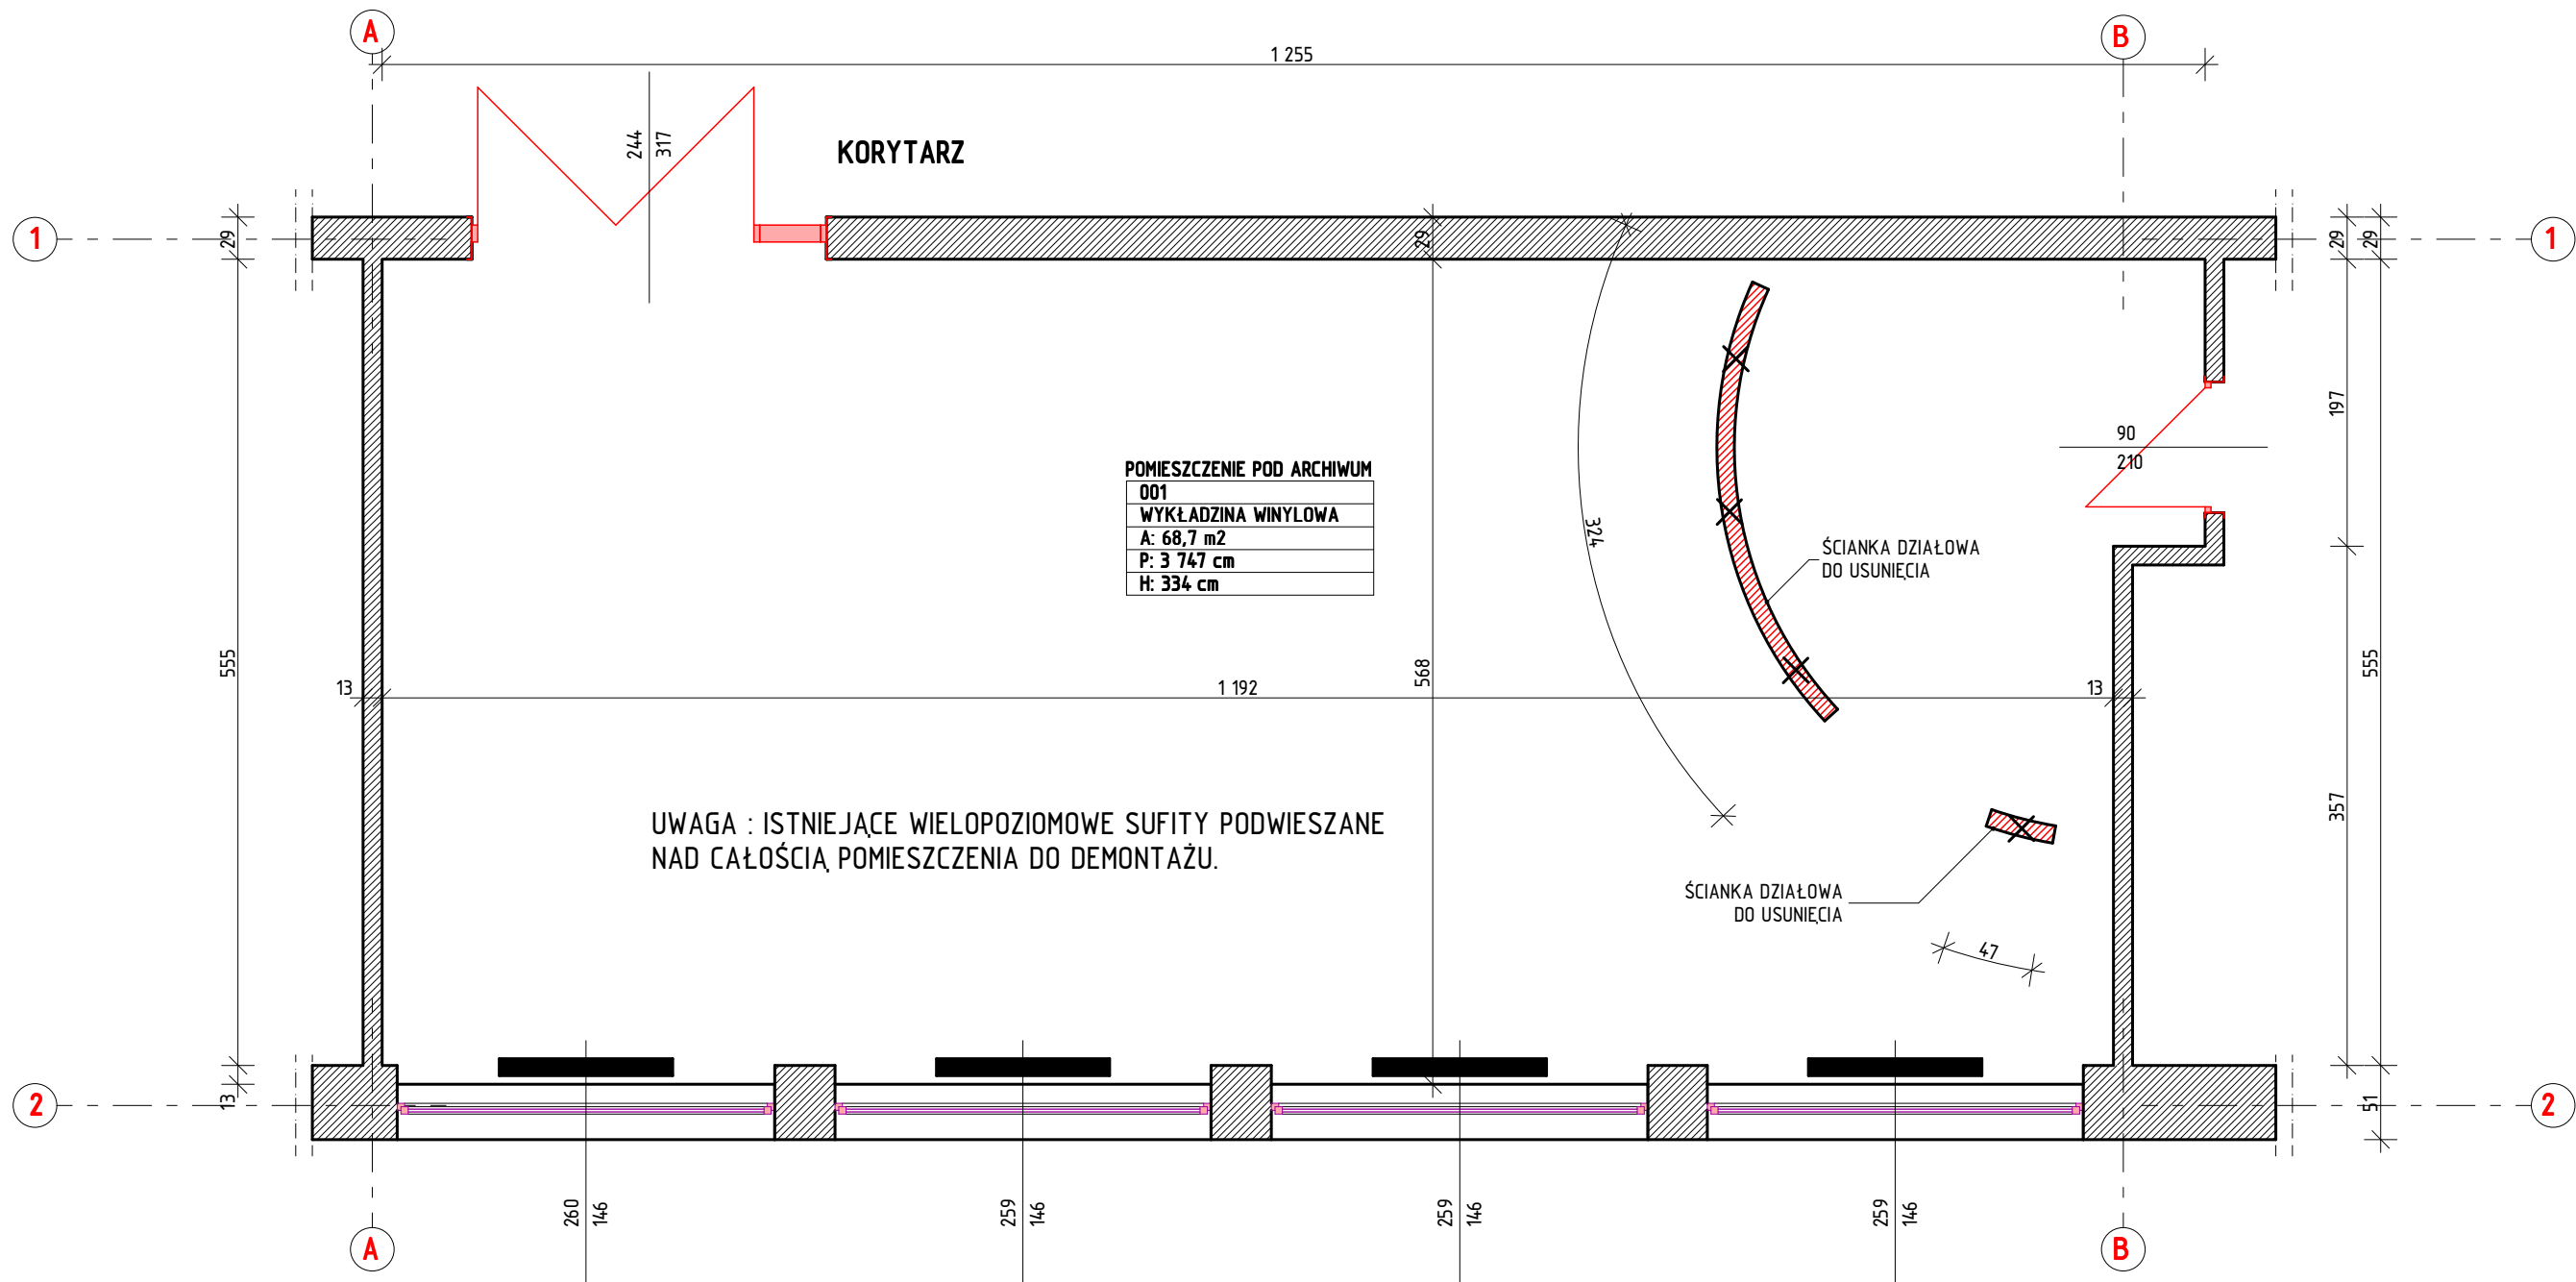 A
B
1 255
244
317
KORYTARZ
1
29
29
29
29
1
197
90
210
POMIESZCZENIE POD ARCHIWUM
001
WYKŁADZINA WINYLOWA
A: 68,7 m2
P: 3 747 cm
H: 334 cm
324
ŚCIANKA DZIAŁOWA
DO USUNIĘCIA
555
13
1 192
568
13
555
357
UWAGA : ISTNIEJĄCE WIELOPOZIOMOWE SUFITY PODWIESZANE
NAD CAŁOŚCIĄ POMIESZCZENIA DO DEMONTAŻU.
ŚCIANKA DZIAŁOWA
DO USUNIĘCIA
47
2
13
51
2
260
146
259
146
259
146
259
146
A
B